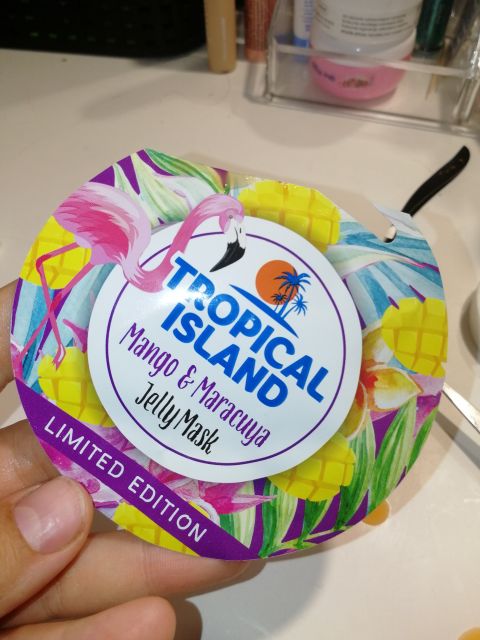 TROPICAL
ISLAND
Mango & Maracuya
Jelly Mask
LIMITED EDITION